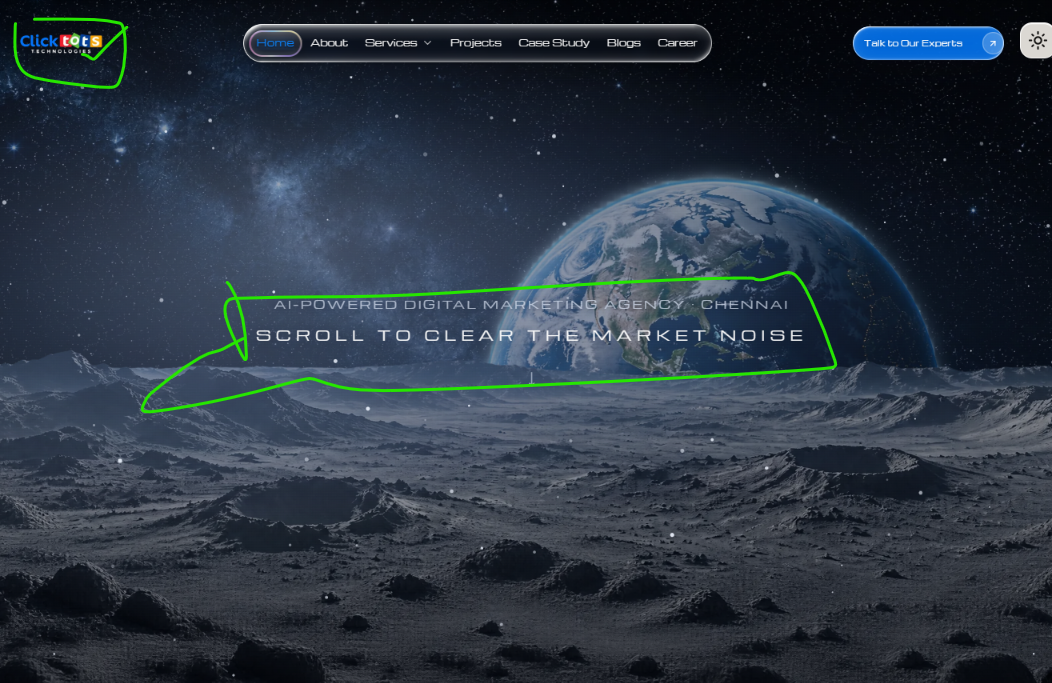 Clicktots
TECHNOLOGIES
Home About Services Projects Case Study Blogs Career
Talk to Our Experts
AI-POWERED DIGITAL MARKETING AGENCY · CHENNAI
SCROLL TO CLEAR THE MARKET NOISE